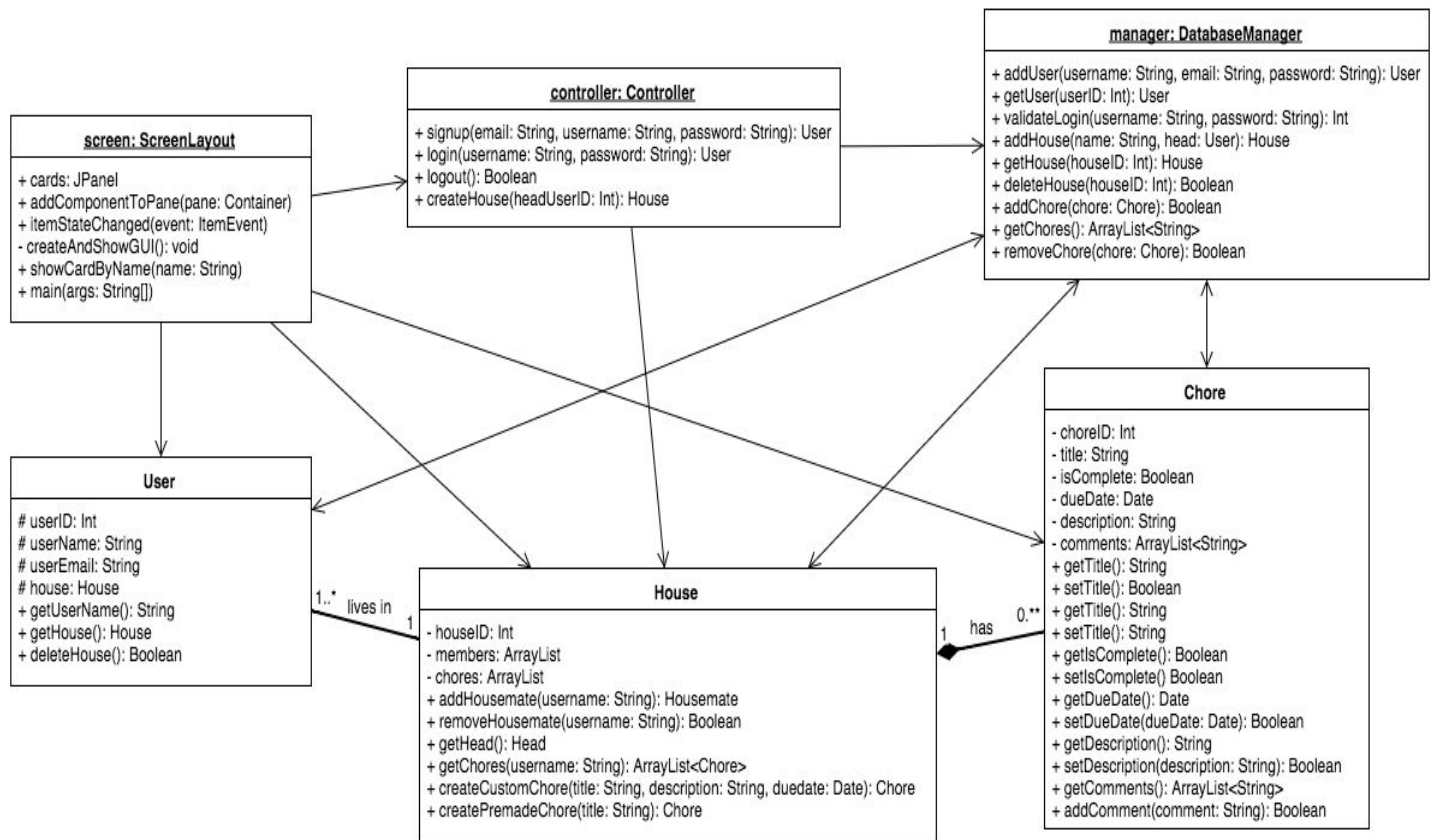 screen: ScreenLayout
+ cards: JPanel
+ addComponentToPane(pane: Container)
+ itemStateChanged(event: ItemEvent)
- createAndShowGUI(): void
+ showCardByName(name: String)
+ main(args: String[])
controller: Controller
+ signup(email: String, username: String, password: String): User
+ login(username: String, password: String): User
+ logout(): Boolean
+ createHouse(headUserID: Int): House
manager: DatabaseManager
+ addUser(username: String, email: String, password: String): User
+ getUser(userID: Int): User
+ validateLogin(username: String, password: String): Int
+ addHouse(name: String, head: User): House
+ getHouse(houseID: Int): House
+ deleteHouse(houseID: Int): Boolean
+ addChore(chore: Chore): Boolean
+ getChores(): ArrayList<String>
+ removeChore(chore: Chore): Boolean
User
# userID: Int
# userName: String
# userEmail: String
# house: House
+ getUserName(): String
+ getHouse(): House
+ deleteHouse(): Boolean
1..*
lives in
1
House
- houseID: Int
- members: ArrayList
- chores: ArrayList
+ addHousemate(username: String): Housemate
+ removeHousemate(username: String): Boolean
+ getHead(): Head
+ getChores(username: String): ArrayList<Chore>
+ createCustomChore(title: String, description: String, duedate: Date): Chore
+ createPremadeChore(title: String): Chore
1
has
0.**
Chore
- choreID: Int
- title: String
- isComplete: Boolean
- dueDate: Date
- description: String
- comments: ArrayList<String>
+ getTitle(): String
+ setTitle(): Boolean
+ getTitle(): String
+ setTitle(): String
+ getIsComplete(): Boolean
+ setIsComplete() Boolean
+ getDueDate(): Date
+ setDueDate(dueDate: Date): Boolean
+ getDescription(): String
+ setDescription(description: String): Boolean
+ getComments(): ArrayList<String>
+ addComment(comment: String): Boolean